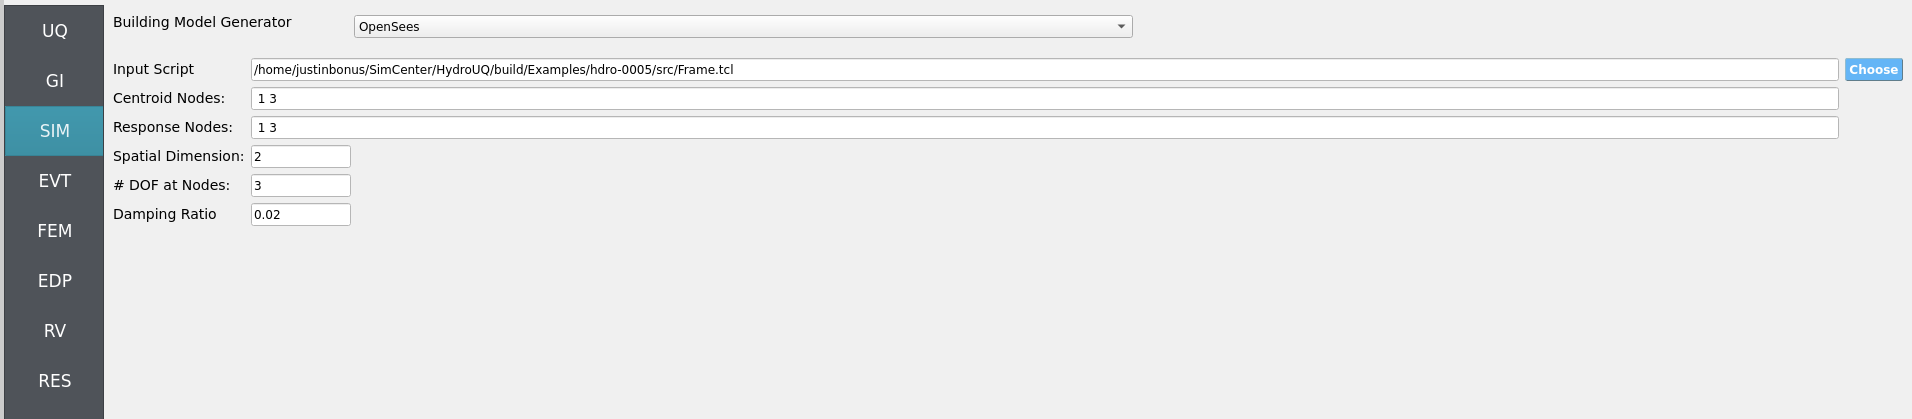 UQ
GI
SIM
EVT
FEM
EDP
RV
RES
Building Model Generator OpenSees
Input Script /home/justinbonus/SimCenter/HydroUQ/build/Examples/hdro-0005/src/Frame.tcl Choose
Centroid Nodes: 1 3
Response Nodes: 1 3
Spatial Dimension: 2
# DOF at Nodes: 3
Damping Ratio 0.02